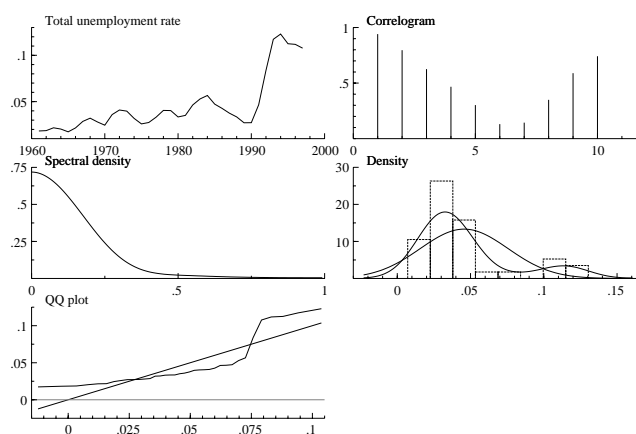 Total unemployment rate
.1
.05
1960 1970 1980 1990 2000
Correlogram
1
.5
0 5 10
Spectral density
.75
.5
.25
0 .5 1
Density
30
20
10
0 .05 .1 .15
QQ plot
.1
.05
0
0 .025 .05 .075 .1